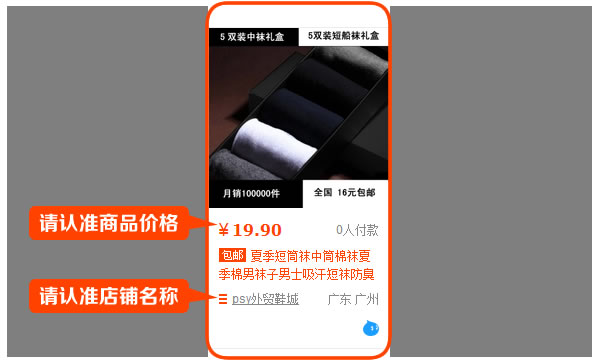 5 双装中袜礼盒
5双装短船袜礼盒
月销100000件
全国 16元包邮
请认准商品价格
¥19.90
0人付款
包邮 夏季短筒袜中筒棉袜夏
季棉男袜子男士吸汗短袜防臭
请认准店铺名称
psy外贸鞋城
广东 广州